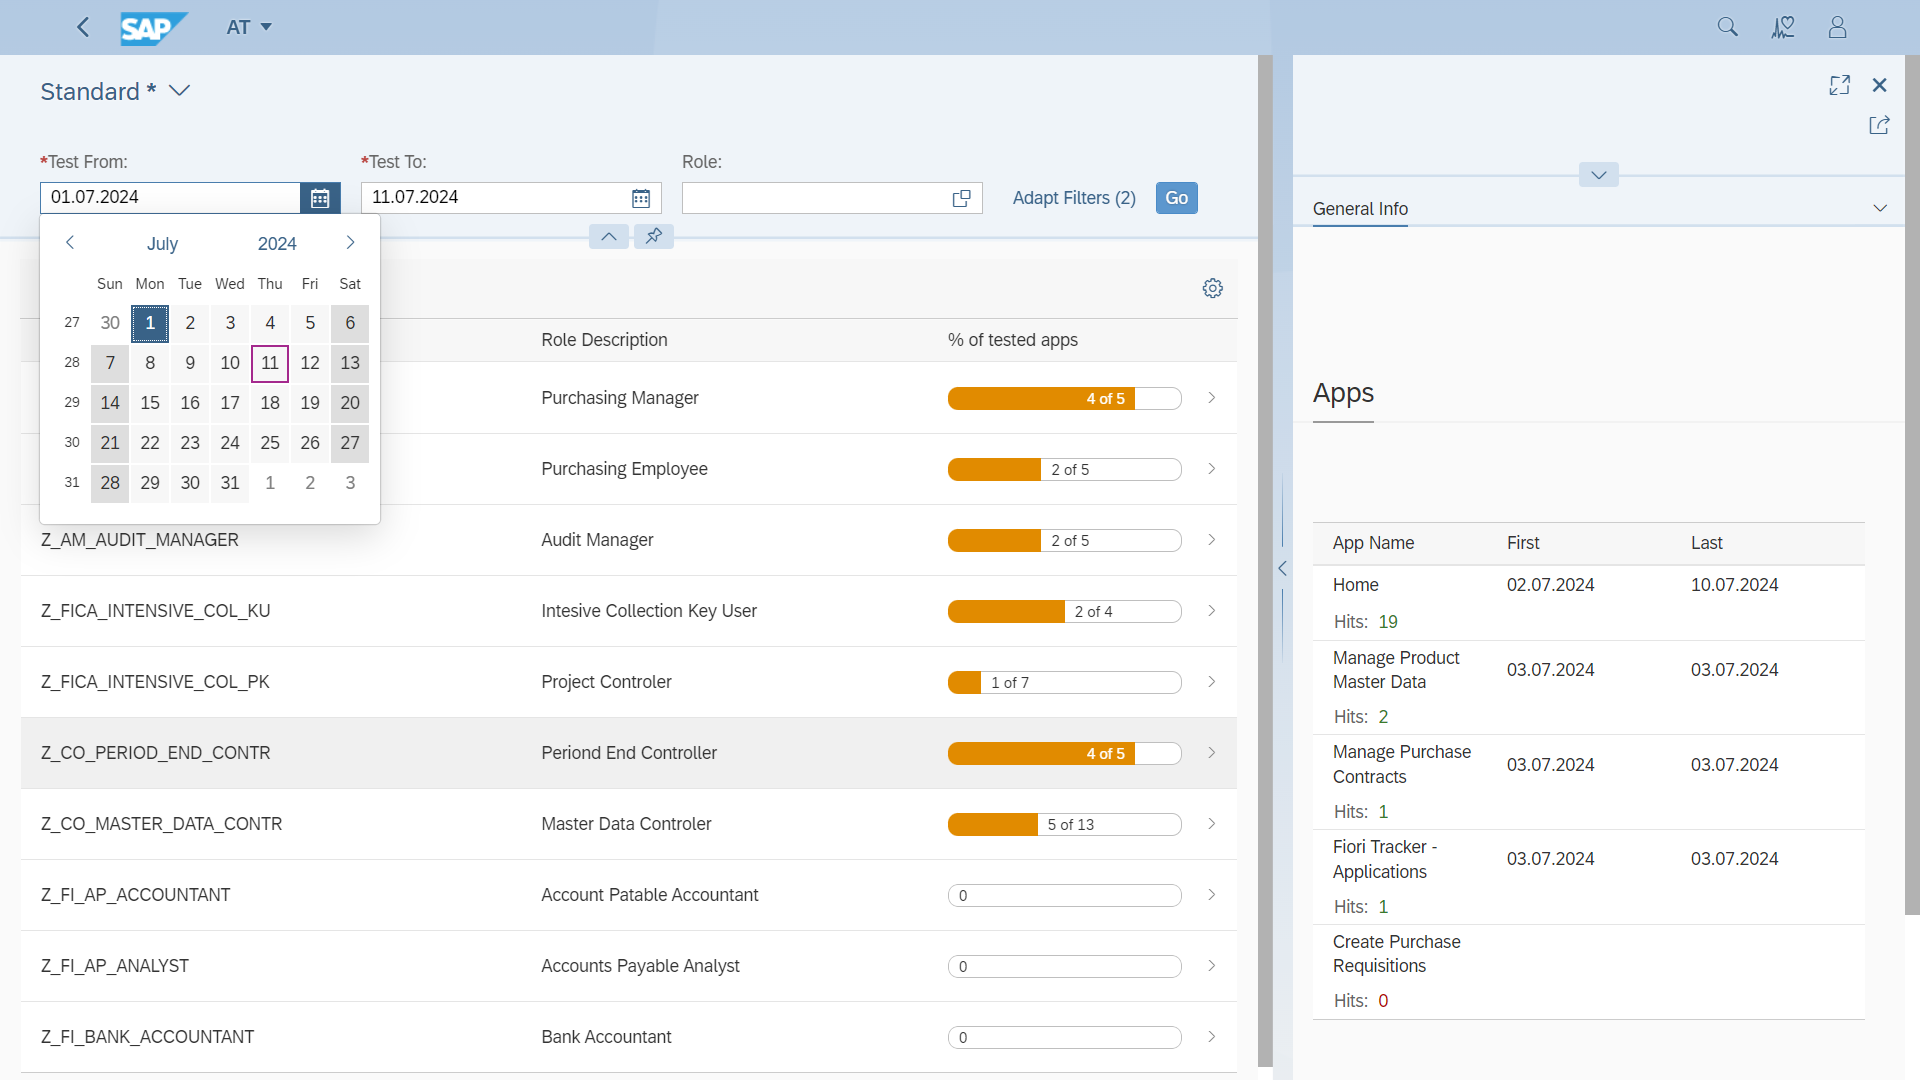 SAP AT
Standard *
*Test From: *Test To: Role:
01.07.2024 11.07.2024 Adapt Filters (2) Go
July 2024
Sun Mon Tue Wed Thu Fri Sat
27 30 1 2 3 4 5 6
28 7 8 9 10 11 12 13
29 14 15 16 17 18 19 20
30 21 22 23 24 25 26 27
31 28 29 30 31 1 2 3
Role Description % of tested apps
Purchasing Manager 4 of 5
Purchasing Employee 2 of 5
Z_AM_AUDIT_MANAGER Audit Manager 2 of 5
Z_FICA_INTENSIVE_COL_KU Intesive Collection Key User 2 of 4
Z_FICA_INTENSIVE_COL_PK Project Controler 1 of 7
Z_CO_PERIOD_END_CONTR Periond End Controller 4 of 5
Z_CO_MASTER_DATA_CONTR Master Data Controler 5 of 13
Z_FI_AP_ACCOUNTANT Account Patable Accountant 0
Z_FI_AP_ANALYST Accounts Payable Analyst 0
Z_FI_BANK_ACCOUNTANT Bank Accountant 0
General Info
Apps
App Name First Last
Home 02.07.2024 10.07.2024
Hits: 19
Manage Product
Master Data 03.07.2024 03.07.2024
Hits: 2
Manage Purchase
Contracts 03.07.2024 03.07.2024
Hits: 1
Fiori Tracker -
Applications 03.07.2024 03.07.2024
Hits: 1
Create Purchase
Requisitions
Hits: 0